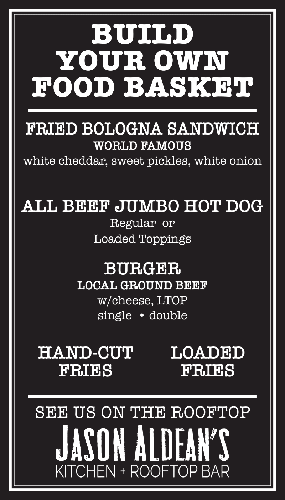 BUILD
YOUR OWN
FOOD BASKET
FRIED BOLOGNA SANDWICH
WORLD FAMOUS
white cheddar, sweet pickles, white onion
ALL BEEF JUMBO HOT DOG
Regular or
Loaded Toppings
BURGER
LOCAL GROUND BEEF
w/cheese, LTOP
single • double
HAND-CUT
FRIES
LOADED
FRIES
SEE US ON THE ROOFTOP
JASON ALDEAN'S
KITCHEN + ROOFTOP BAR